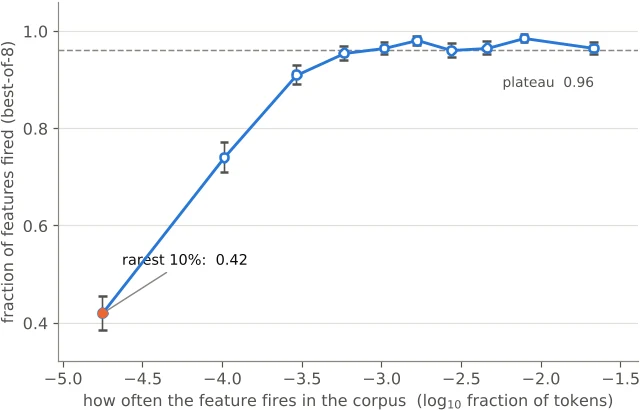 fraction of features fired (best-of-8)
1.0
0.8
0.6
0.4
plateau 0.96
rarest 10%: 0.42
−5.0 −4.5 −4.0 −3.5 −3.0 −2.5 −2.0 −1.5
how often the feature fires in the corpus (log₁₀ fraction of tokens)